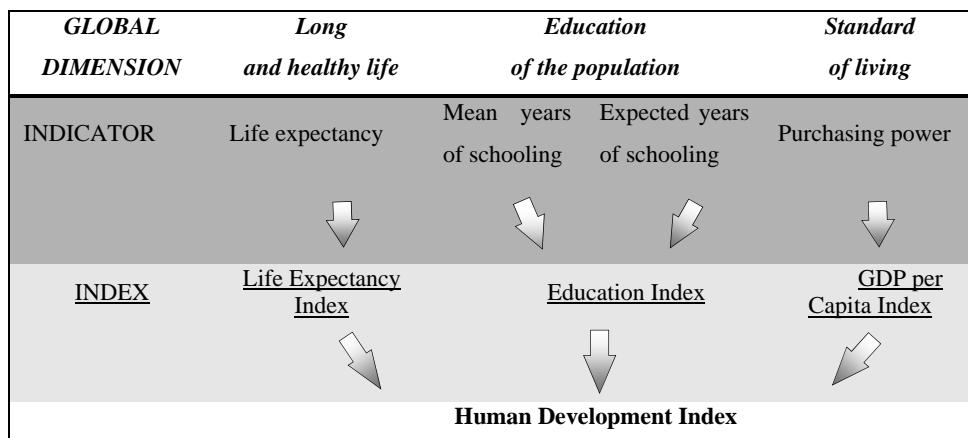 GLOBAL DIMENSION
Long and healthy life
Education of the population
Standard of living
INDICATOR
Life expectancy
Mean years
of schooling
Expected years
of schooling
Purchasing power
INDEX
Life Expectancy
Index
Education Index
GDP per
Capita Index
Human Development Index